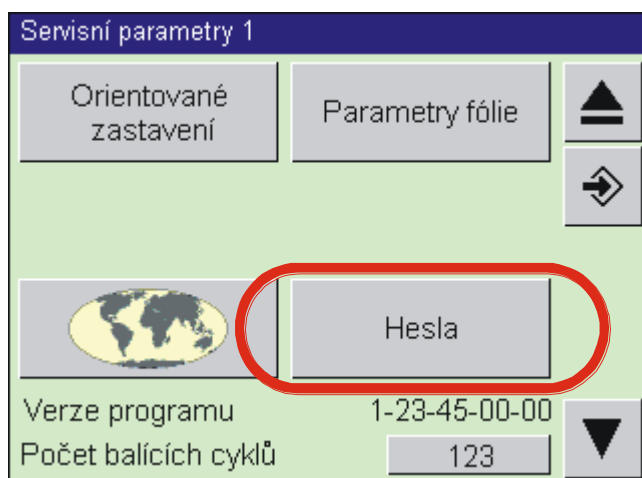 Servisní parametry 1
Orientované
zastavení
Parametry fólie
Hesla
Verze programu 1-23-45-00-00
Počet balících cyklů 123